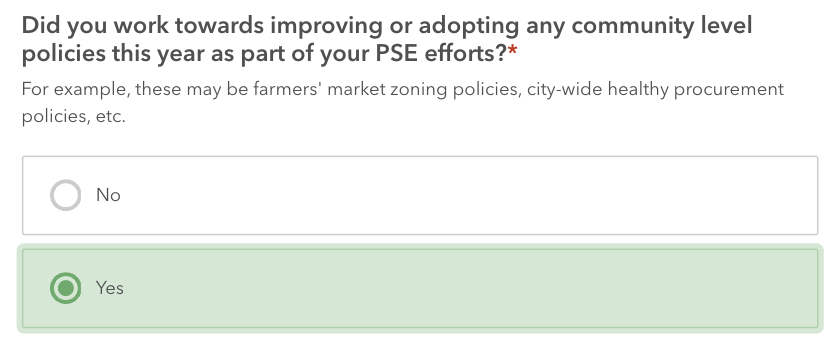 Did you work towards improving or adopting any community level
policies this year as part of your PSE efforts?*
For example, these may be farmers' market zoning policies, city-wide healthy procurement
policies, etc.
No
Yes